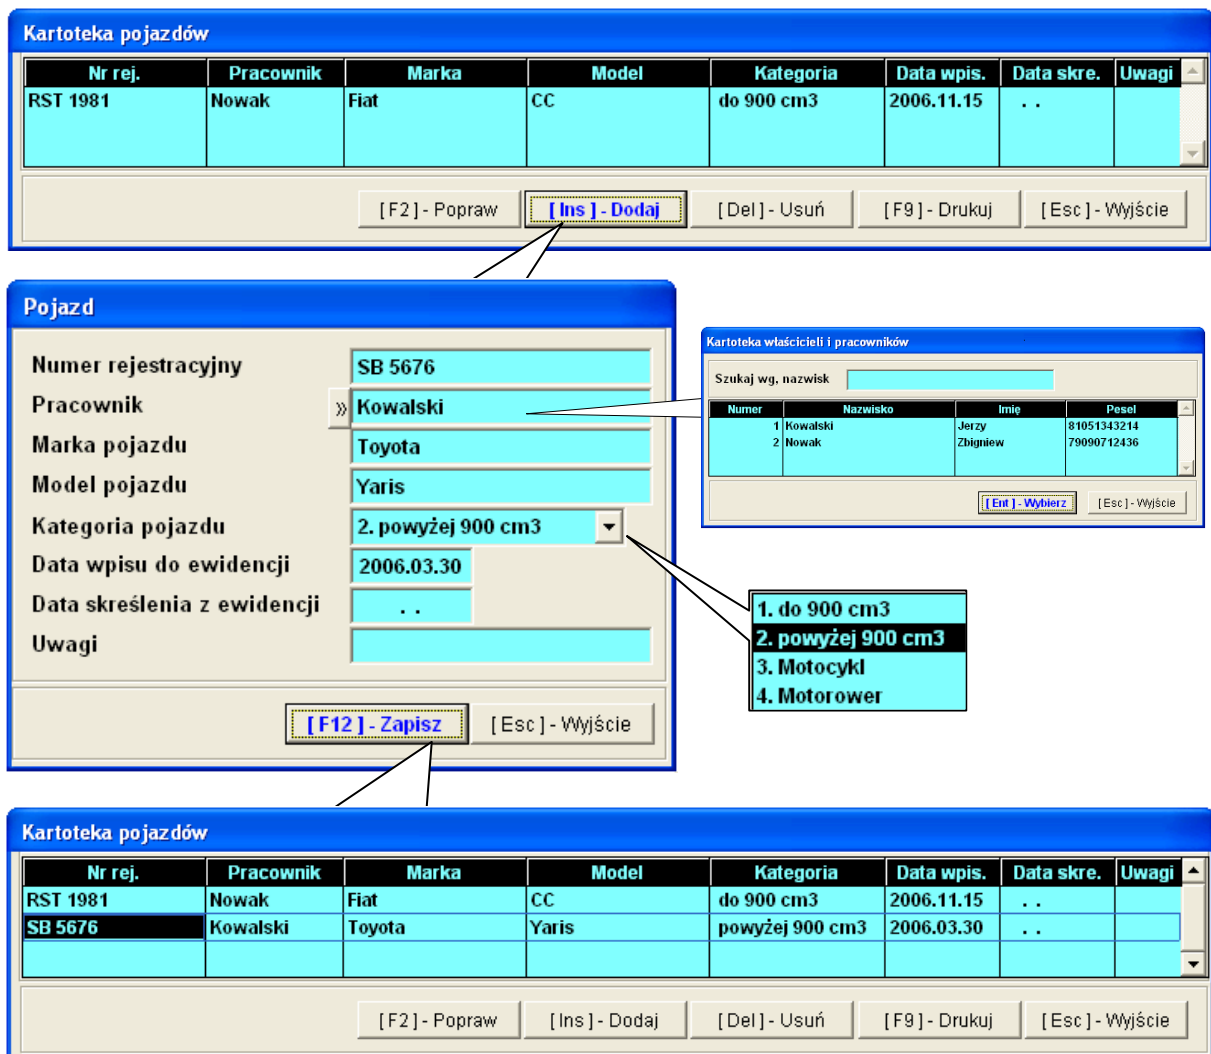 Kartoteka pojazdów
Nr rej. Pracownik Marka Model Kategoria Data wpis. Data skre. Uwagi
RST 1981 Nowak Fiat CC do 900 cm3 2006.11.15 . .
[ F2 ] - Popraw [ Ins ] - Dodaj [ Del ] - Usuń [ F9 ] - Drukuj [ Esc ] - Wyjście
Pojazd
Numer rejestracyjny SB 5676
Pracownik » Kowalski
Marka pojazdu Toyota
Model pojazdu Yaris
Kategoria pojazdu 2. powyżej 900 cm3
Data wpisu do ewidencji 2006.03.30
Data skreślenia z ewidencji . .
Uwagi
[ F12 ] - Zapisz [ Esc ] - Wyjście
Kartoteka właścicieli i pracowników
Szukaj wg, nazwisk
Numer Nazwisko Imię Pesel
1 Kowalski Jerzy 81051343214
2 Nowak Zbigniew 79090712436
[ Ent ] - Wybierz [ Esc ] - Wyjście
1. do 900 cm3
2. powyżej 900 cm3
3. Motocykl
4. Motorower
Kartoteka pojazdów
Nr rej. Pracownik Marka Model Kategoria Data wpis. Data skre. Uwagi
RST 1981 Nowak Fiat CC do 900 cm3 2006.11.15 . .
SB 5676 Kowalski Toyota Yaris powyżej 900 cm3 2006.03.30 . .
[ F2 ] - Popraw [ Ins ] - Dodaj [ Del ] - Usuń [ F9 ] - Drukuj [ Esc ] - Wyjście